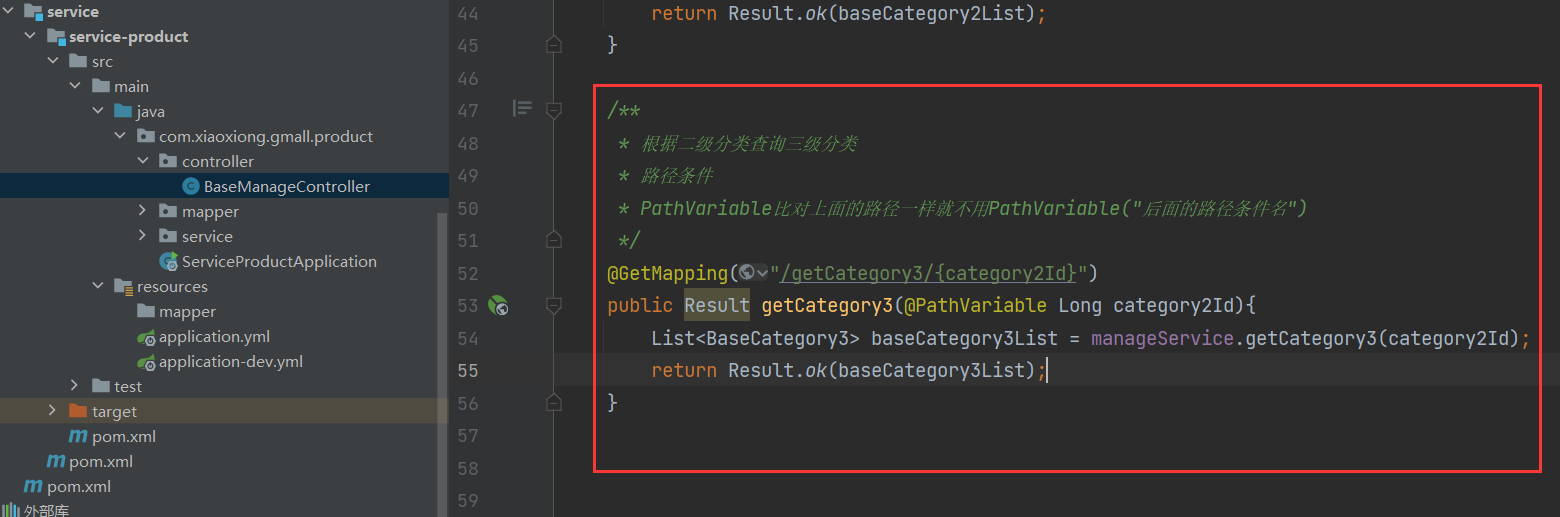 service
service-product
src
main
java
com.xiaoxiong.gmall.product
controller
BaseManageController
mapper
service
ServiceProductApplication
resources
mapper
application.yml
application-dev.yml
test
target
pom.xml
pom.xml
pom.xml
外部库
44 return Result.ok(baseCategory2List);
45 }
46
47 /**
48 * 根据二级分类查询三级分类
49 * 路径条件
50 * PathVariable比对上面的路径一样就不用PathVariable("后面的路径条件名")
51 */
52 @GetMapping("/getCategory3/{category2Id}")
53 public Result getCategory3(@PathVariable Long category2Id){
54 List<BaseCategory3> baseCategory3List = manageService.getCategory3(category2Id);
55 return Result.ok(baseCategory3List);
56 }
57
58
59